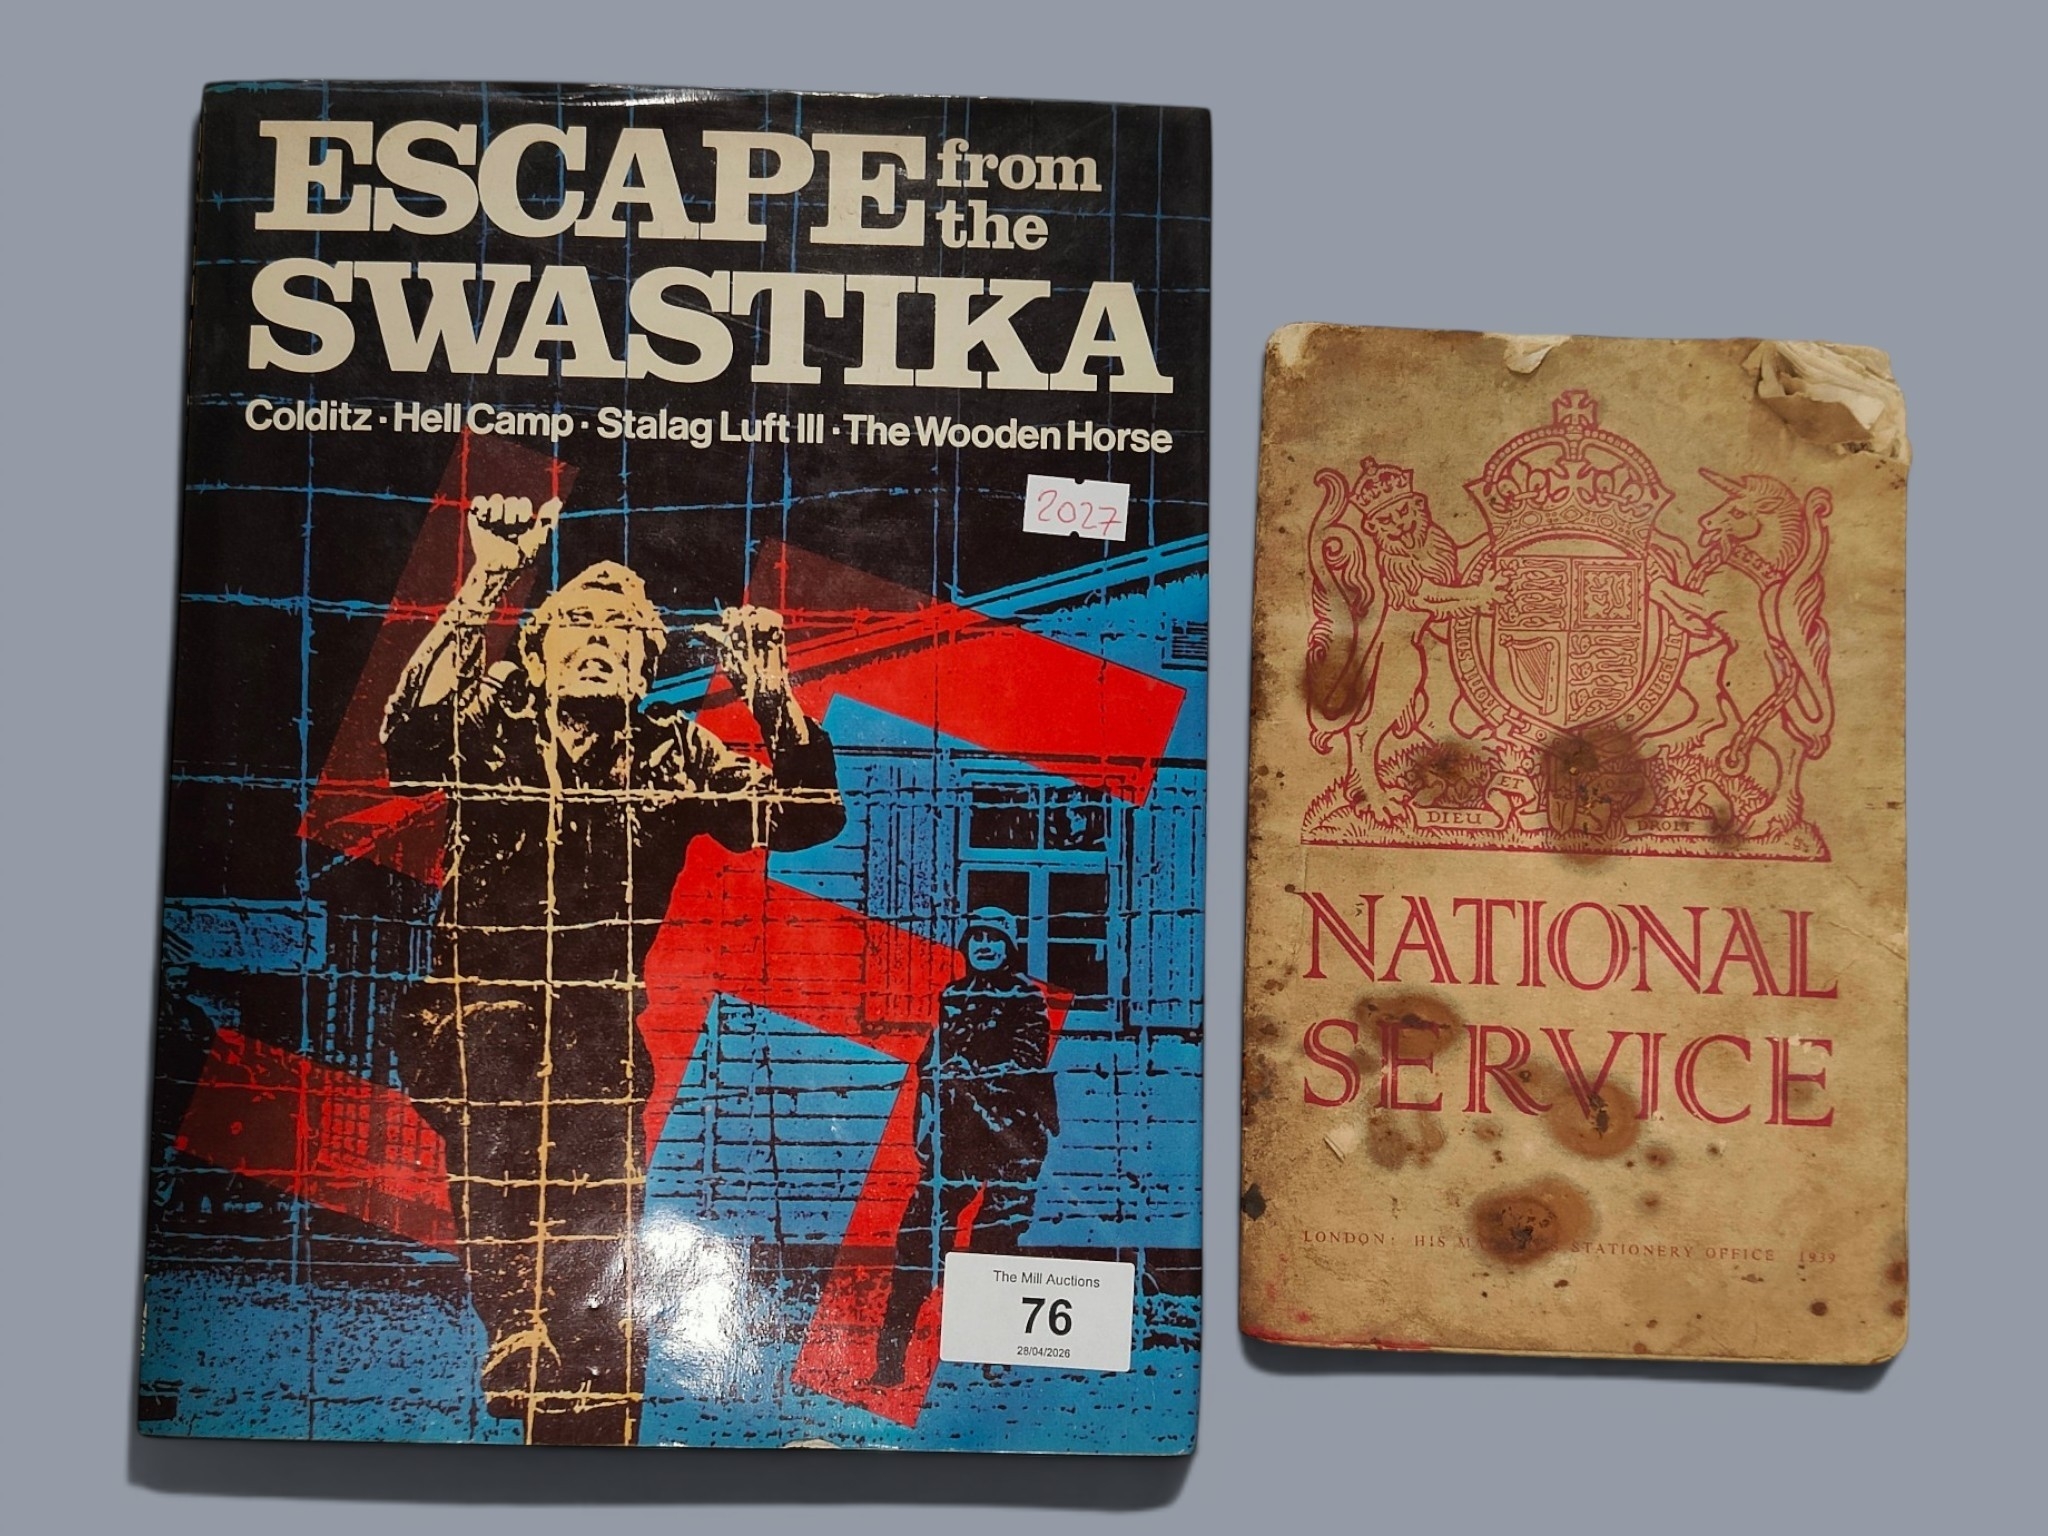 ESCAPE from
the
SWASTIKA
Colditz · Hell Camp · Stalag Luft III · The Wooden Horse
2027
The Mill Auctions
76
28/04/2026
DIEU ET DROIT
NATIONAL
SERVICE
LONDON: HIS STATIONERY OFFICE 1939